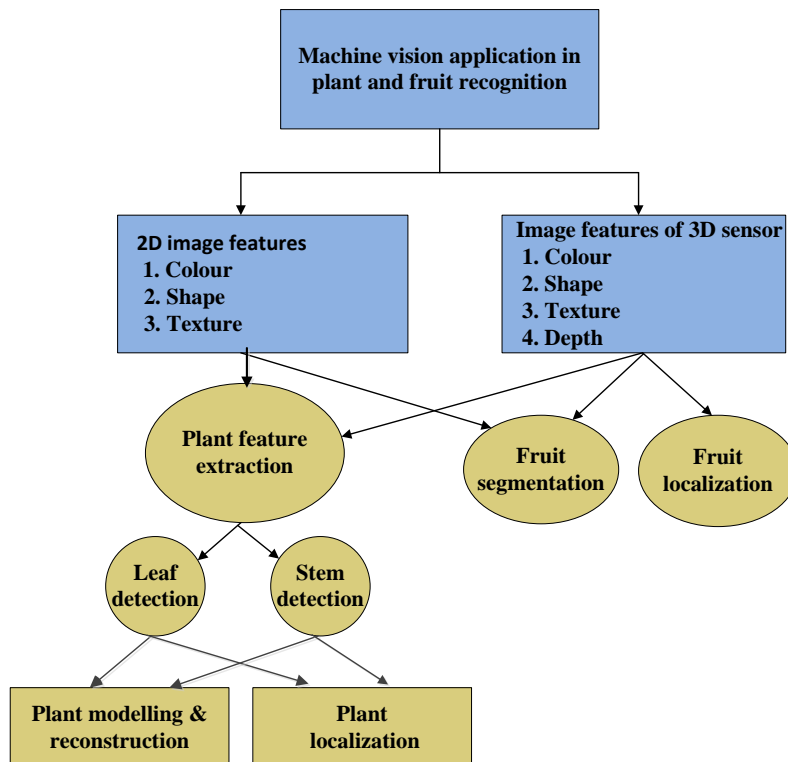 Machine vision application in
plant and fruit recognition
2D image features
1. Colour
2. Shape
3. Texture
Image features of 3D sensor
1. Colour
2. Shape
3. Texture
4. Depth
Plant feature
extraction
Fruit
segmentation
Fruit
localization
Leaf
detection
Stem
detection
Plant modelling &
reconstruction
Plant
localization